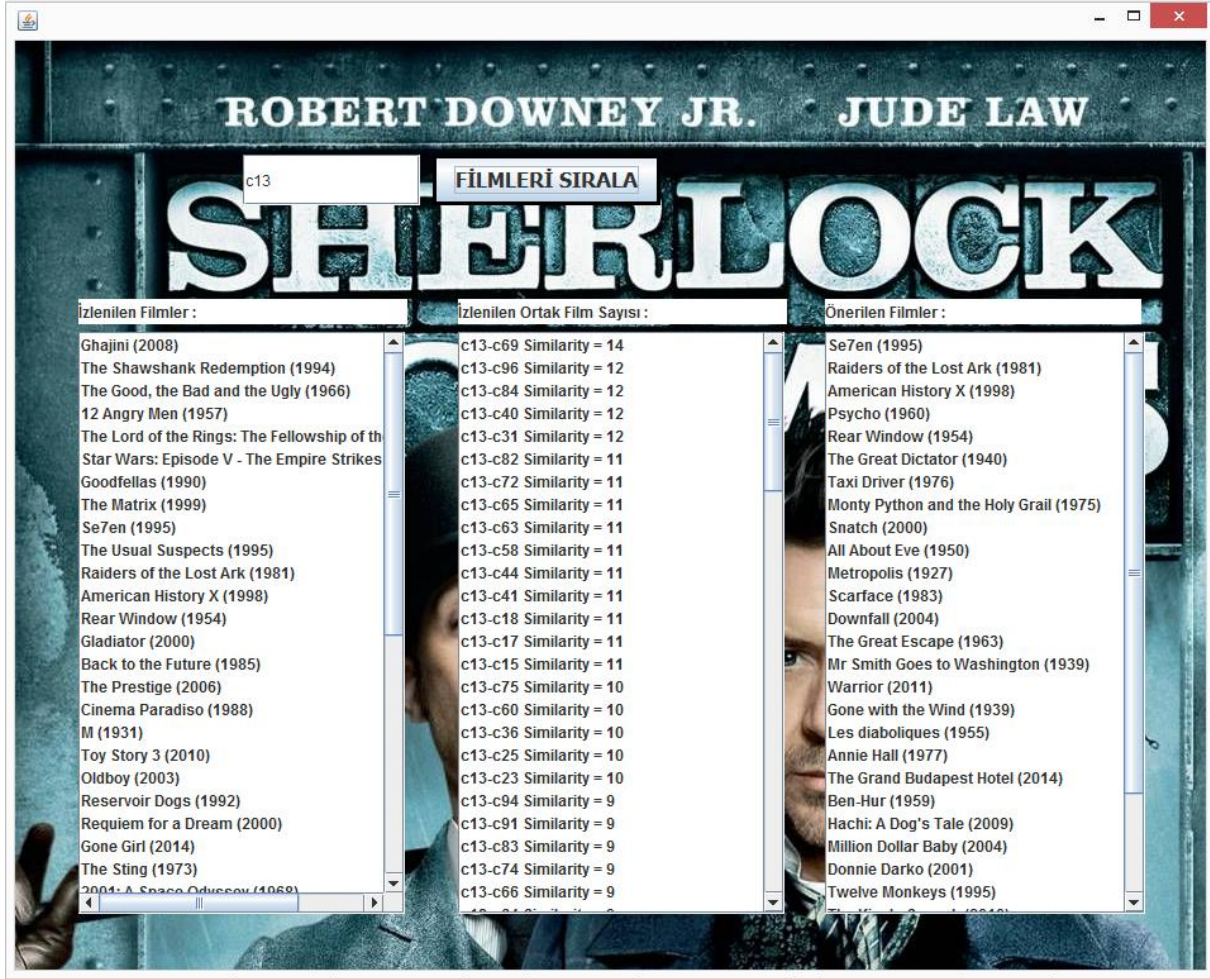 ROBERT DOWNEY JR. JUDE LAW
c13
FİLMLERİ SIRALA
SHERLOCK
İzlenilen Filmler :
Ghajini (2008)
The Shawshank Redemption (1994)
The Good, the Bad and the Ugly (1966)
12 Angry Men (1957)
The Lord of the Rings: The Fellowship of th
Star Wars: Episode V - The Empire Strikes
Goodfellas (1990)
The Matrix (1999)
Se7en (1995)
The Usual Suspects (1995)
Raiders of the Lost Ark (1981)
American History X (1998)
Rear Window (1954)
Gladiator (2000)
Back to the Future (1985)
The Prestige (2006)
Cinema Paradiso (1988)
M (1931)
Toy Story 3 (2010)
Oldboy (2003)
Reservoir Dogs (1992)
Requiem for a Dream (2000)
Gone Girl (2014)
The Sting (1973)
2001: A Space Odyssey (1968)
İzlenilen Ortak Film Sayısı :
c13-c69 Similarity = 14
c13-c96 Similarity = 12
c13-c84 Similarity = 12
c13-c40 Similarity = 12
c13-c31 Similarity = 12
c13-c82 Similarity = 11
c13-c72 Similarity = 11
c13-c65 Similarity = 11
c13-c63 Similarity = 11
c13-c58 Similarity = 11
c13-c44 Similarity = 11
c13-c41 Similarity = 11
c13-c18 Similarity = 11
c13-c17 Similarity = 11
c13-c15 Similarity = 11
c13-c75 Similarity = 10
c13-c60 Similarity = 10
c13-c36 Similarity = 10
c13-c25 Similarity = 10
c13-c23 Similarity = 10
c13-c94 Similarity = 9
c13-c91 Similarity = 9
c13-c83 Similarity = 9
c13-c74 Similarity = 9
c13-c66 Similarity = 9
Önerilen Filmler :
Se7en (1995)
Raiders of the Lost Ark (1981)
American History X (1998)
Psycho (1960)
Rear Window (1954)
The Great Dictator (1940)
Taxi Driver (1976)
Monty Python and the Holy Grail (1975)
Snatch (2000)
All About Eve (1950)
Metropolis (1927)
Scarface (1983)
Downfall (2004)
The Great Escape (1963)
Mr Smith Goes to Washington (1939)
Warrior (2011)
Gone with the Wind (1939)
Les diaboliques (1955)
Annie Hall (1977)
The Grand Budapest Hotel (2014)
Ben-Hur (1959)
Hachi: A Dog's Tale (2009)
Million Dollar Baby (2004)
Donnie Darko (2001)
Twelve Monkeys (1995)